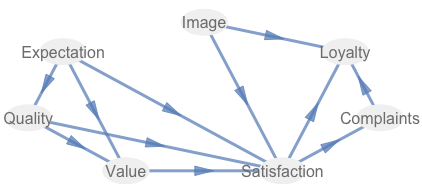 Image
Expectation
Loyalty
Quality
Complaints
Value
Satisfaction